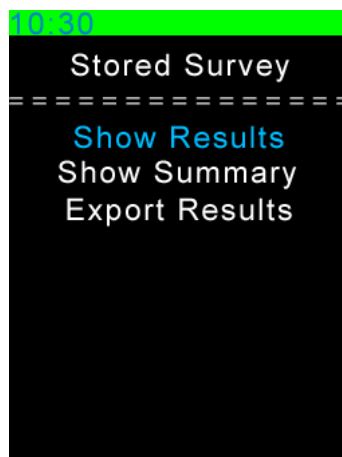 10:30
Stored Survey
===============
Show Results
Show Summary
Export Results